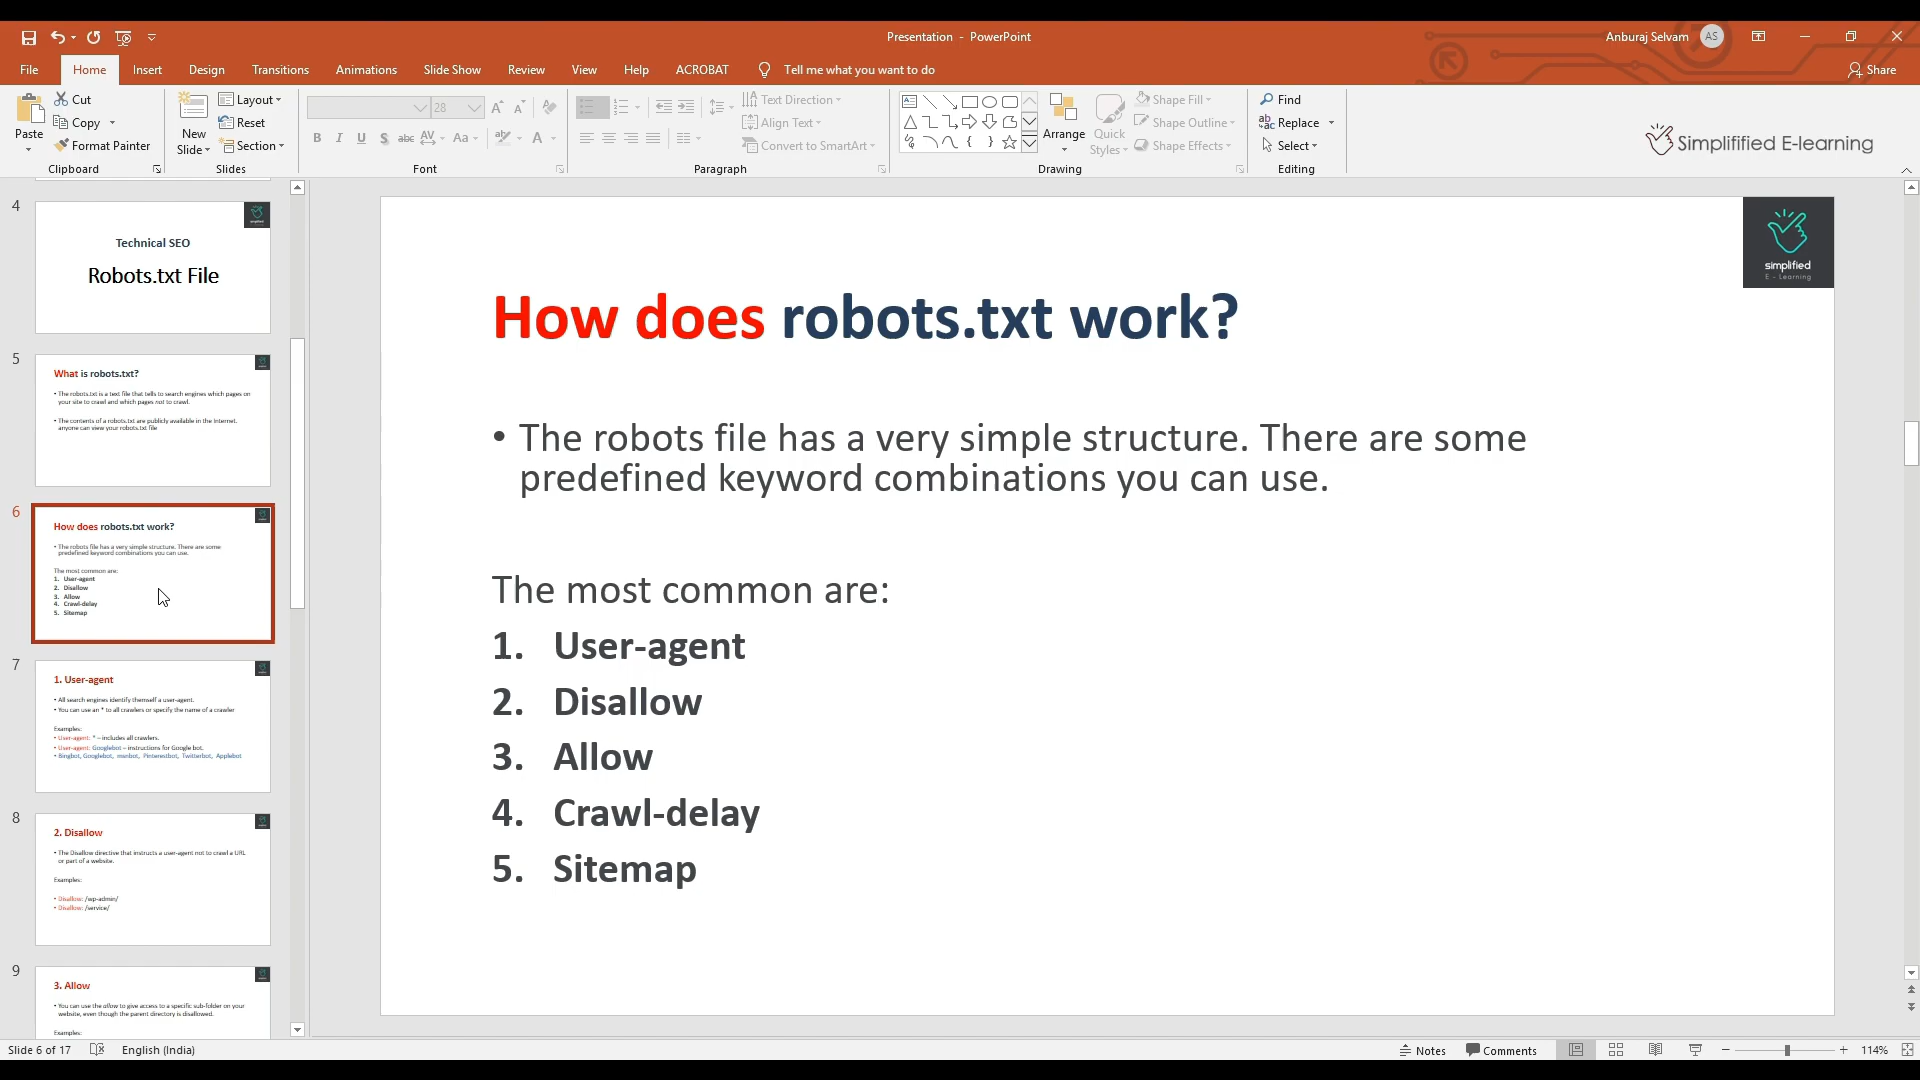 Presentation - PowerPoint
Anburaj Selvam AS
File Home Insert Design Transitions Animations Slide Show Review View Help ACROBAT Tell me what you want to do Share
Paste
Cut
Copy
Format Painter
Clipboard
New Slide
Layout
Reset
Section
Slides
28
B I U S abc AV Aa A
Font
Text Direction
Align Text
Convert to SmartArt
Paragraph
Arrange
Quick Styles
Shape Fill
Shape Outline
Shape Effects
Drawing
Find
Replace
Select
Editing
Simplifified E-learning
4
Technical SEO
Robots.txt File
5
What is robots.txt?
• The robots.txt is a text file that tells to search engines which pages on
your site to crawl and which pages not to crawl.
• The contents of a robots.txt are publicly available in the internet.
anyone can view your robots.txt file
6
How does robots.txt work?
• The robots file has a very simple structure. There are some
predefined keyword combinations you can use.
The most common are:
1. User-agent
2. Disallow
3. Allow
4. Crawl-delay
5. Sitemap
7
1. User-agent
• All search engines identify themself a user-agent.
• You can use an * to all crawlers or specify the name of a crawler
Examples:
• User-agent: * – includes all crawlers.
• User-agent: Googlebot – instructions for Google bot.
• Bingbot, Googlebot, msnbot, Pinterestbot, Twitterbot, Applebot
8
2. Disallow
• The Disallow directive that instructs a user-agent not to crawl a URL
or part of a website.
Examples:
• Disallow: /wp-admin/
• Disallow: /service/
9
3. Allow
• You can use the allow to give access to a specific sub-folder on your
website, even though the parent directory is disallowed.
Examples:
simplified
E - Learning
How does robots.txt work?
• The robots file has a very simple structure. There are some
predefined keyword combinations you can use.
The most common are:
1. User-agent
2. Disallow
3. Allow
4. Crawl-delay
5. Sitemap
Slide 6 of 17 English (India) Notes Comments 114%